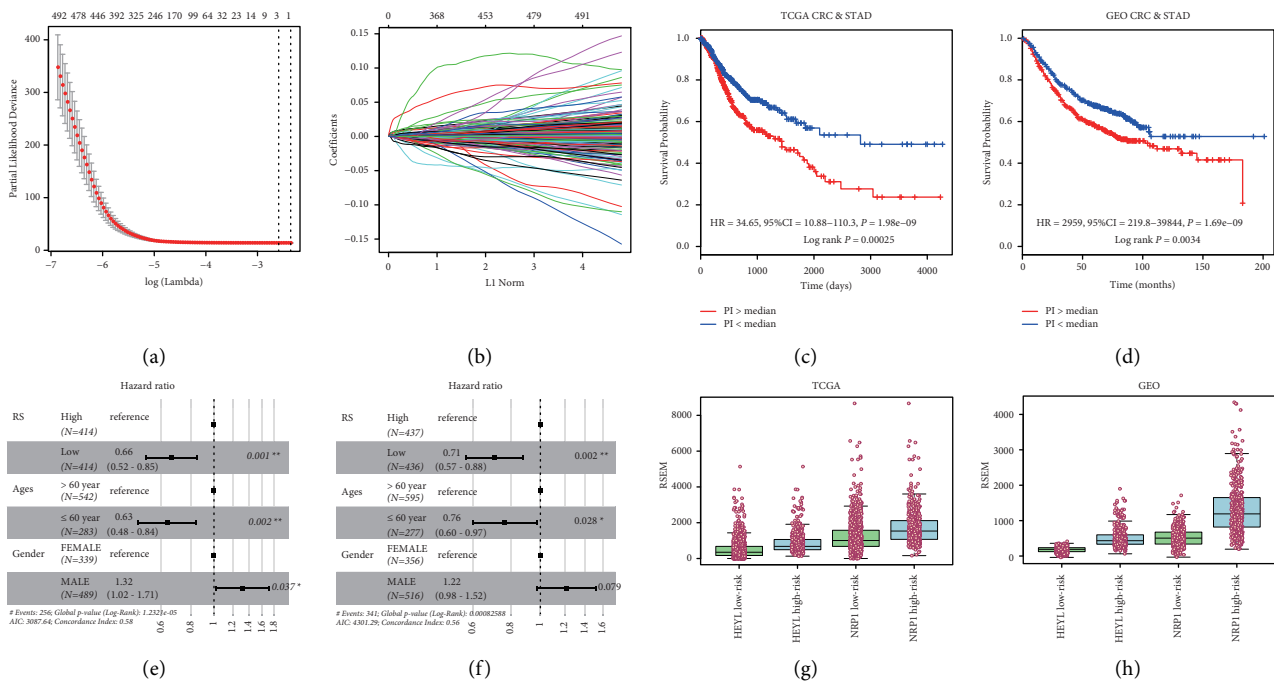 492 478 446 392 325 246 170 99 64 32 23 14 9 3 1
400
300
200
100
0
Partial Likelihood Deviance
−7 −6 −5 −4 −3
log (Lambda)
(a)
0 368 453 479 491
0.15
0.10
0.05
0.00
−0.05
−0.10
−0.15
Coefficients
0 1 2 3 4
L1 Norm
(b)
TCGA CRC & STAD
1.0
0.8
0.6
0.4
0.2
0.0
Survival Probability
HR = 34.65, 95%CI = 10.88−110.3, P = 1.98e−09
Log rank P = 0.00025
0 1000 2000 3000 4000
Time (days)
PI > median
PI < median
(c)
GEO CRC & STAD
1.0
0.8
0.6
0.4
0.2
0.0
Survival Probability
HR = 2959, 95%CI = 219.8−39844, P = 1.69e−09
Log rank P = 0.0034
0 50 100 150 200
Time (months)
PI > median
PI < median
(d)
Hazard ratio
RS High reference
(N=414)
Low 0.66 0.001 **
(N=414) (0.52 - 0.85)
Ages > 60 year reference
(N=542)
≤ 60 year 0.63 0.002 **
(N=283) (0.48 - 0.84)
Gender FEMALE reference
(N=339)
MALE 1.32 0.037 *
(N=489) (1.02 - 1.71)
# Events: 256; Global p-value (Log-Rank): 1.2321e-05
AIC: 3087.64; Concordance Index: 0.58
0.6 0.8 1 1.2 1.4 1.6 1.8
(e)
Hazard ratio
RS High reference
(N=437)
Low 0.71 0.002 **
(N=436) (0.57 - 0.88)
Ages > 60 year reference
(N=595)
≤ 60 year 0.76 0.028 *
(N=277) (0.60 - 0.97)
Gender FEMALE reference
(N=356)
MALE 1.22 0.079
(N=516) (0.98 - 1.52)
# Events: 341; Global p-value (Log-Rank): 0.00082588
AIC: 4301.29; Concordance Index: 0.56
0.6 0.8 1 1.2 1.4 1.6
(f)
TCGA
8000
6000
4000
2000
0
RSEM
HEYL low-risk
HEYL high-risk
NRP1 low-risk
NRP1 high-risk
(g)
GEO
4000
3000
2000
1000
0
RSEM
HEYL low-risk
HEYL high-risk
NRP1 low-risk
NRP1 high-risk
(h)